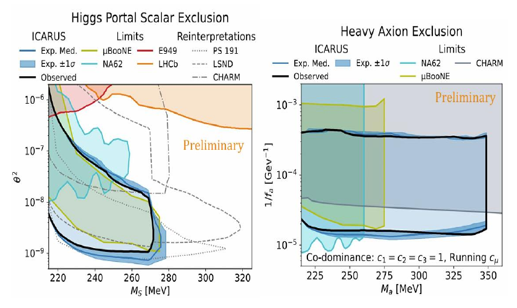 Higgs Portal Scalar Exclusion
ICARUS Limits Reinterpretations
Exp. Med. μBooNE E949 PS 191
Exp. ±1σ NA62 LHCb LSND
Observed CHARM
Preliminary
10⁻⁶
10⁻⁷
10⁻⁸
10⁻⁹
θ²
220 240 260 280 300 320
M_S [MeV]
Heavy Axion Exclusion
ICARUS Limits
Exp. Med. Exp. ±1σ NA62 CHARM
Observed μBooNE
Preliminary
10⁻³
10⁻⁴
10⁻⁵
1/f_a [GeV⁻¹]
Co-dominance: c₁ = c₂ = c₃ = 1, Running c_μ
225 250 275 300 325 350
M_a [MeV]